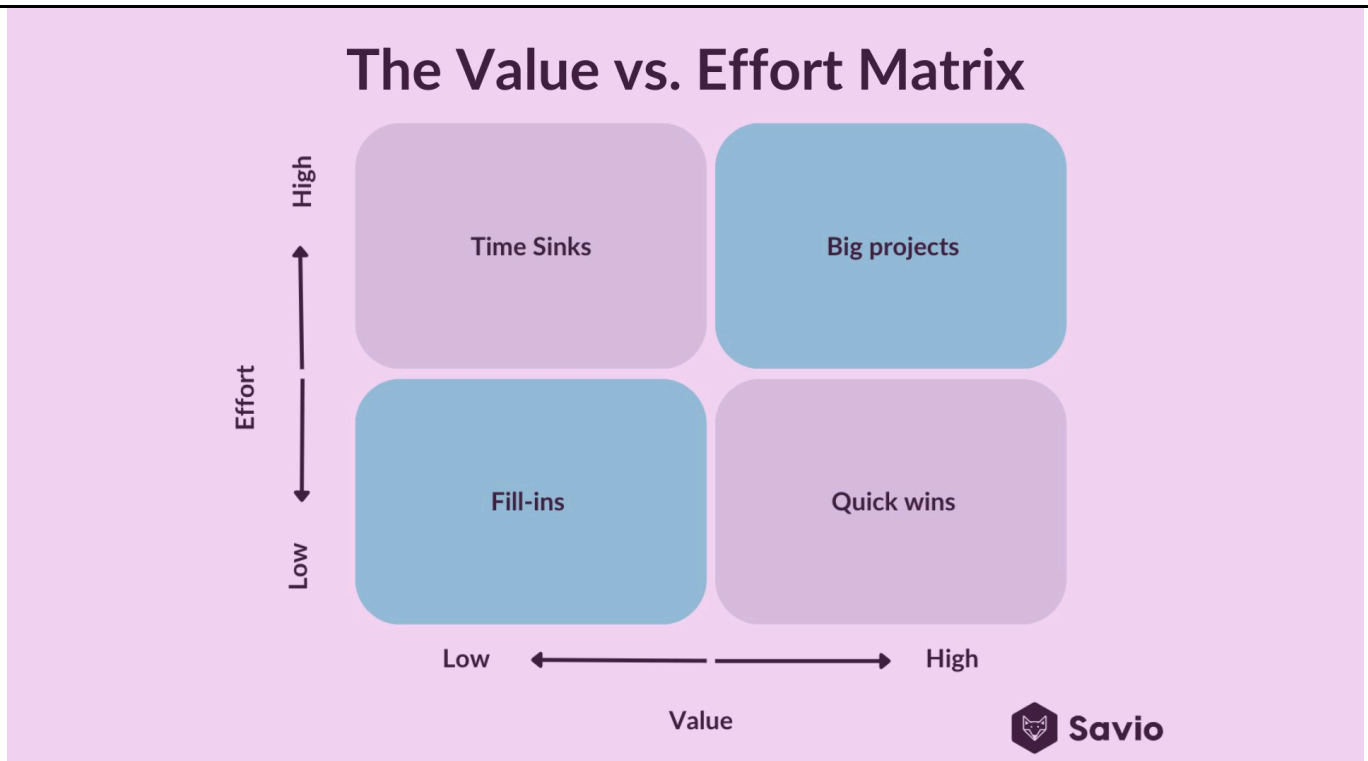 The Value vs. Effort Matrix
High
Time Sinks
Big projects
Effort
Fill-ins
Quick wins
Low
Low
High
Value
Savio